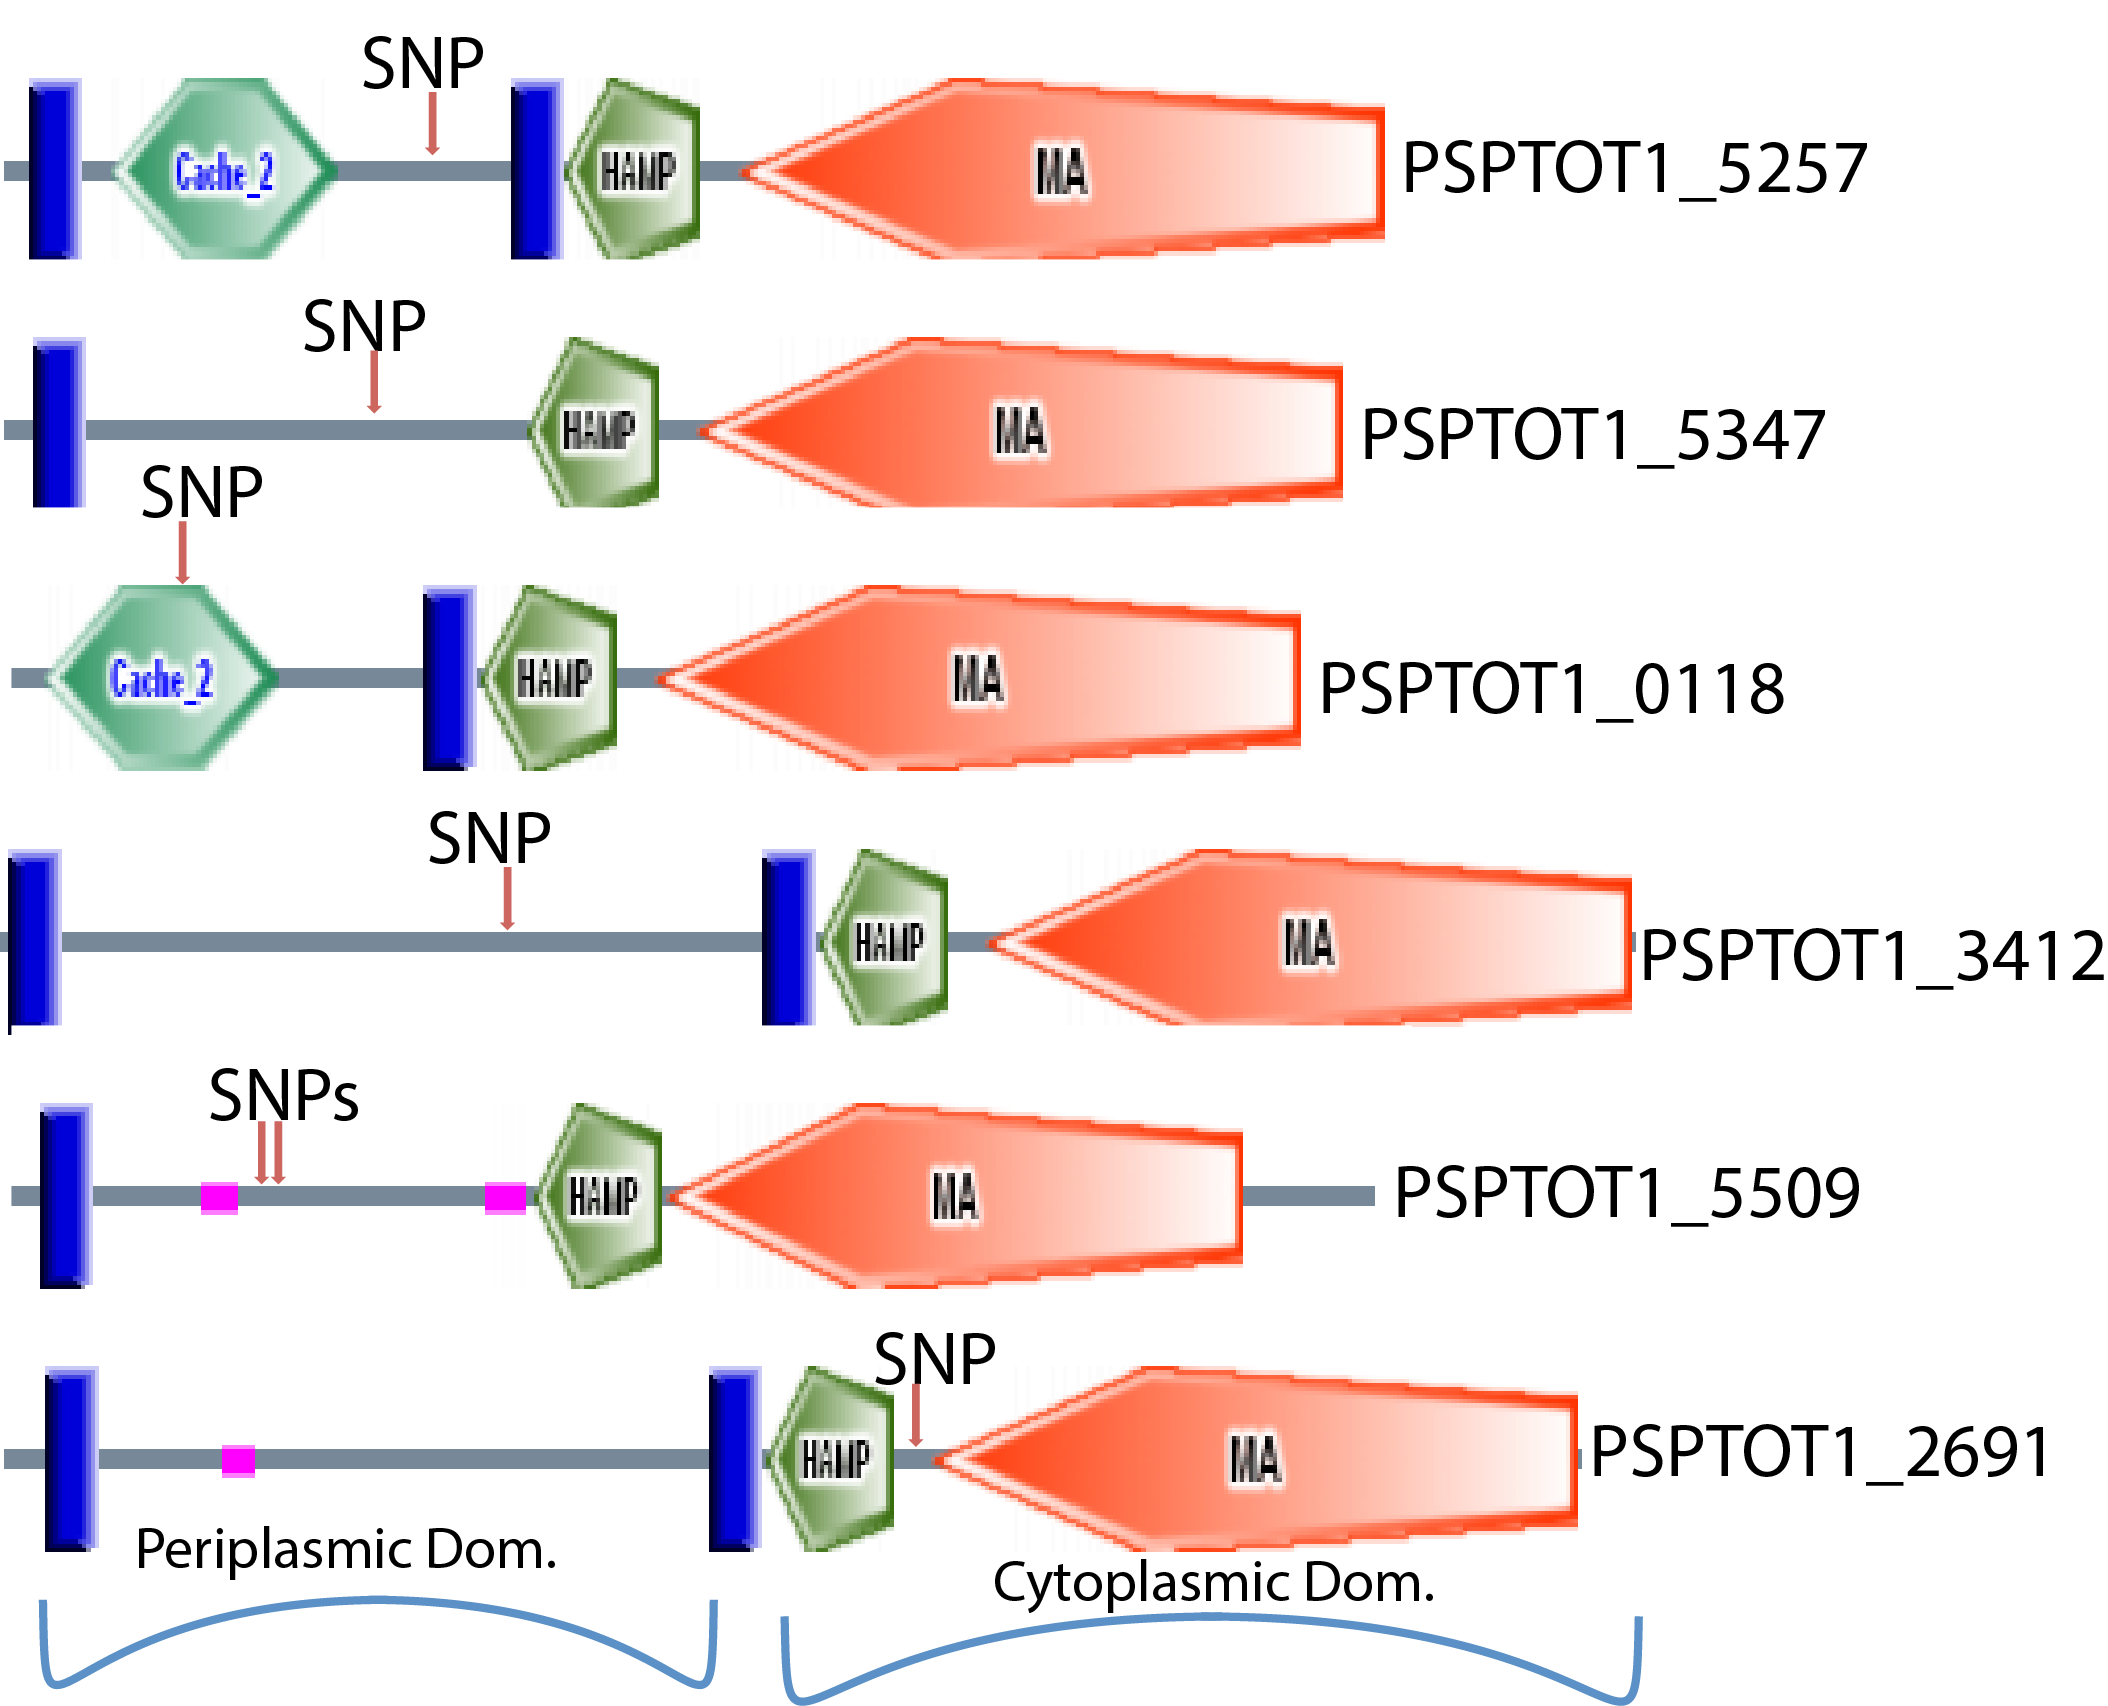 SNP
Cache_2 HAMP MA PSPTOT1_5257
SNP
HAMP MA PSPTOT1_5347
SNP
Cache_2 HAMP MA PSPTOT1_0118
SNP
HAMP MA PSPTOT1_3412
SNPs
HAMP MA PSPTOT1_5509
SNP
HAMP MA PSPTOT1_2691
Periplasmic Dom.
Cytoplasmic Dom.